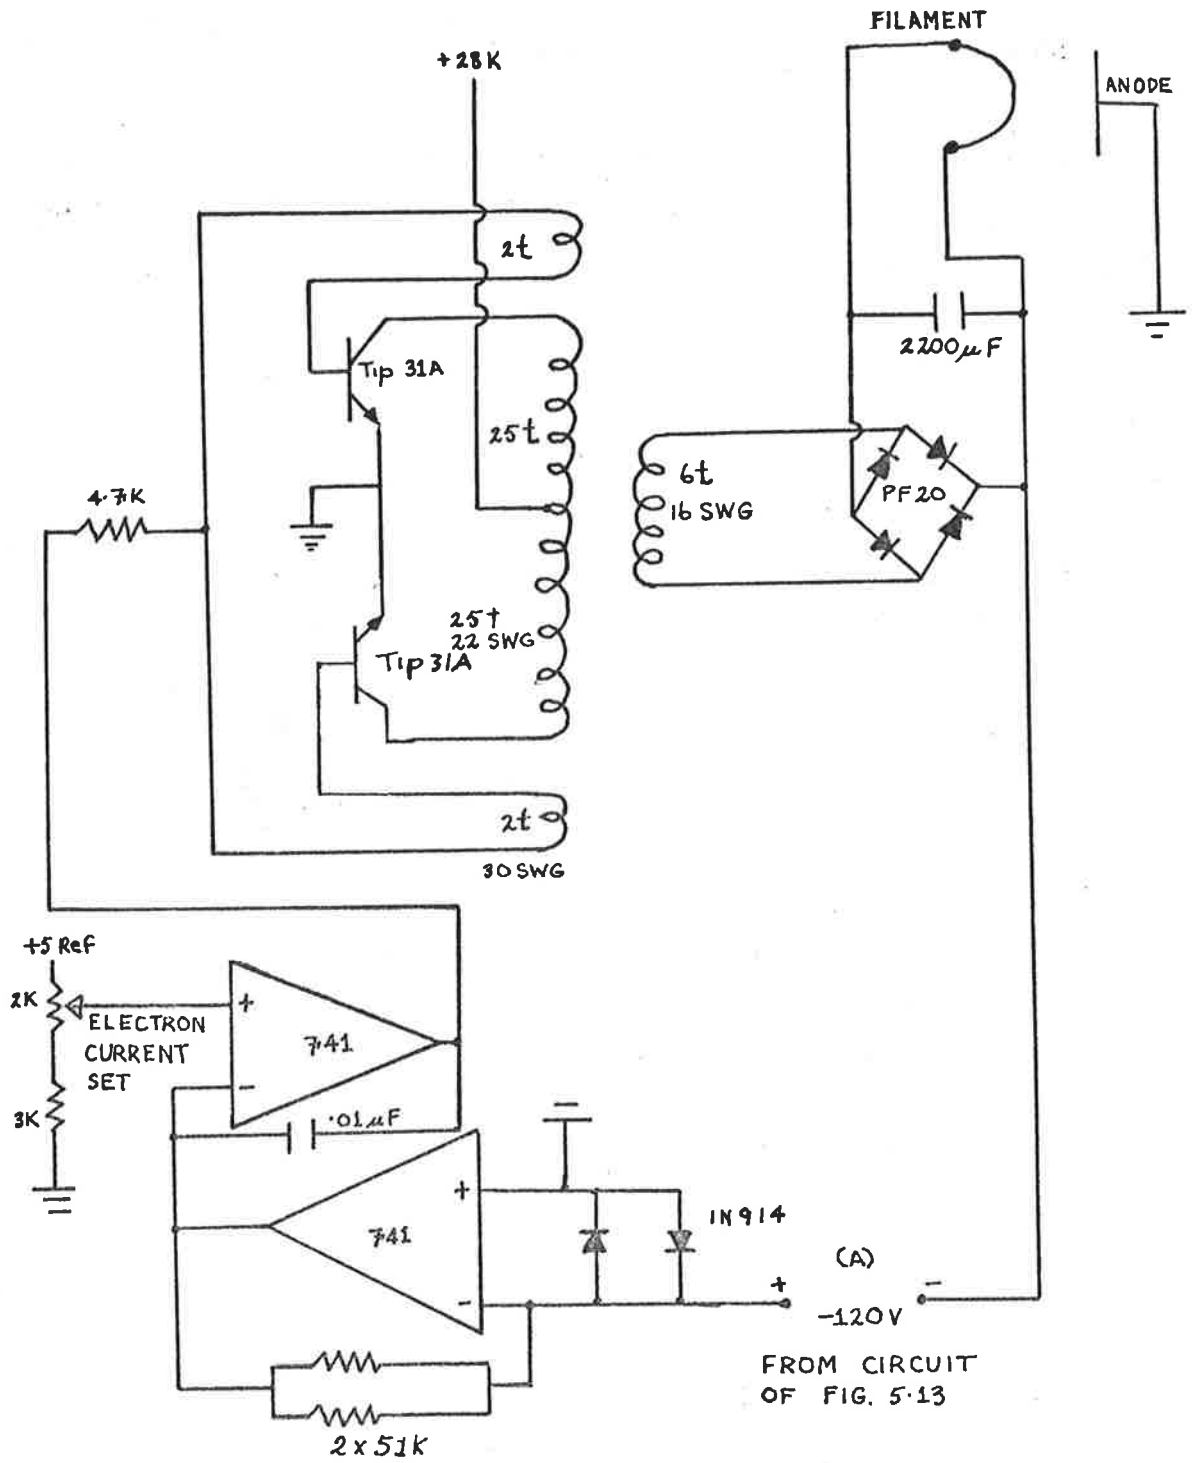 FILAMENT
+28K
ANODE
2t
2200µF
Tip 31A
25t
6t
16 SWG
PF20
4.7K
25t
22 SWG
Tip 31A
2t
30 SWG
+5 Ref
2K
ELECTRON
CURRENT
SET
+
-
741
3K
.01µF
+
-
741
1N914
(A)
+
-
-120V
FROM CIRCUIT
OF FIG. 5.13
2 x 51K